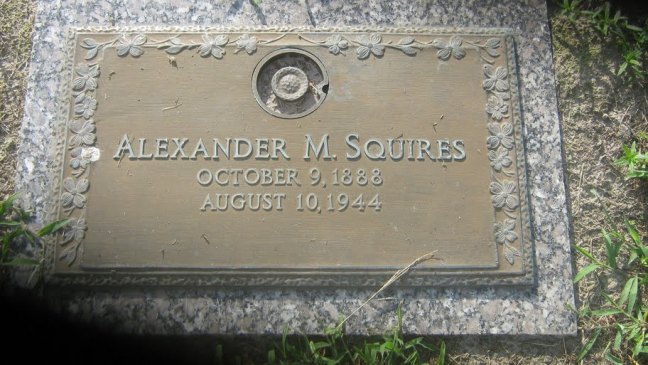 ALEXANDER M. SQUIRES
OCTOBER 9, 1888
AUGUST 10, 1944